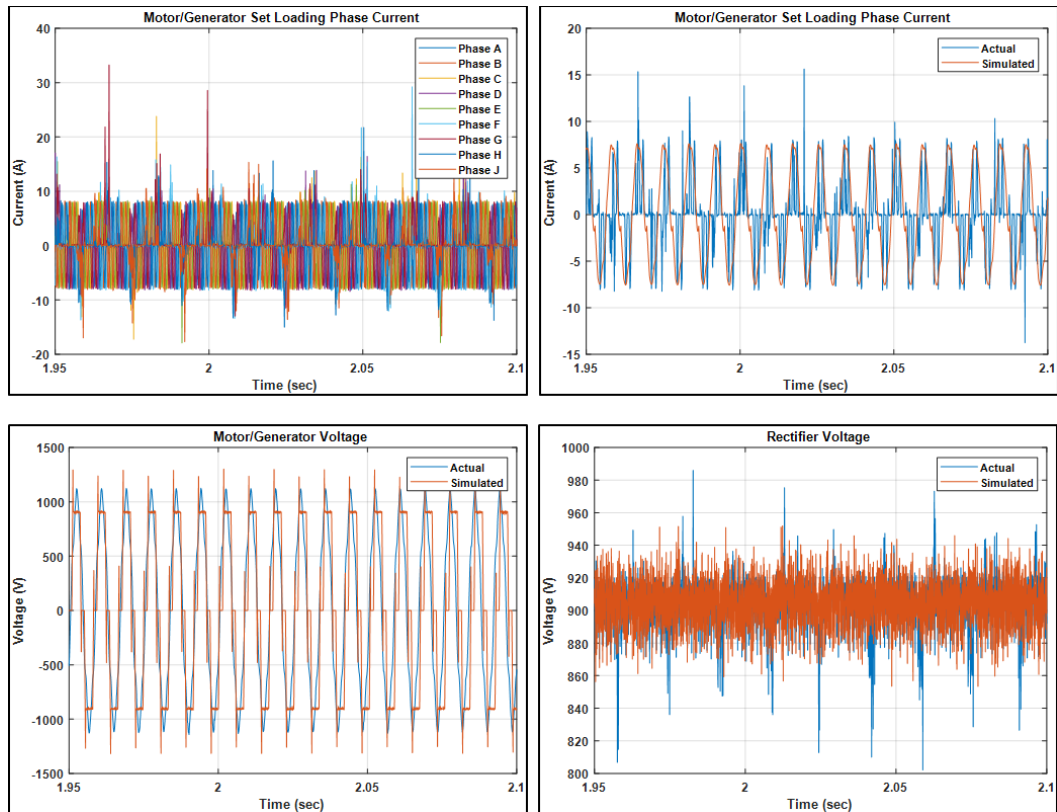 Motor/Generator Set Loading Phase Current
40
30
20
10
0
-10
-20
Current (A)
1.95
2
2.05
2.1
Time (sec)
Phase A
Phase B
Phase C
Phase D
Phase E
Phase F
Phase G
Phase H
Phase J
Motor/Generator Set Loading Phase Current
20
15
10
5
0
-5
-10
-15
Current (A)
1.95
2
2.05
2.1
Time (sec)
Actual
Simulated
Motor/Generator Voltage
1500
1000
500
0
-500
-1000
-1500
Voltage (V)
1.95
2
2.05
2.1
Time (sec)
Actual
Simulated
Rectifier Voltage
1000
980
960
940
920
900
880
860
840
820
800
Voltage (V)
1.95
2
2.05
2.1
Time (sec)
Actual
Simulated